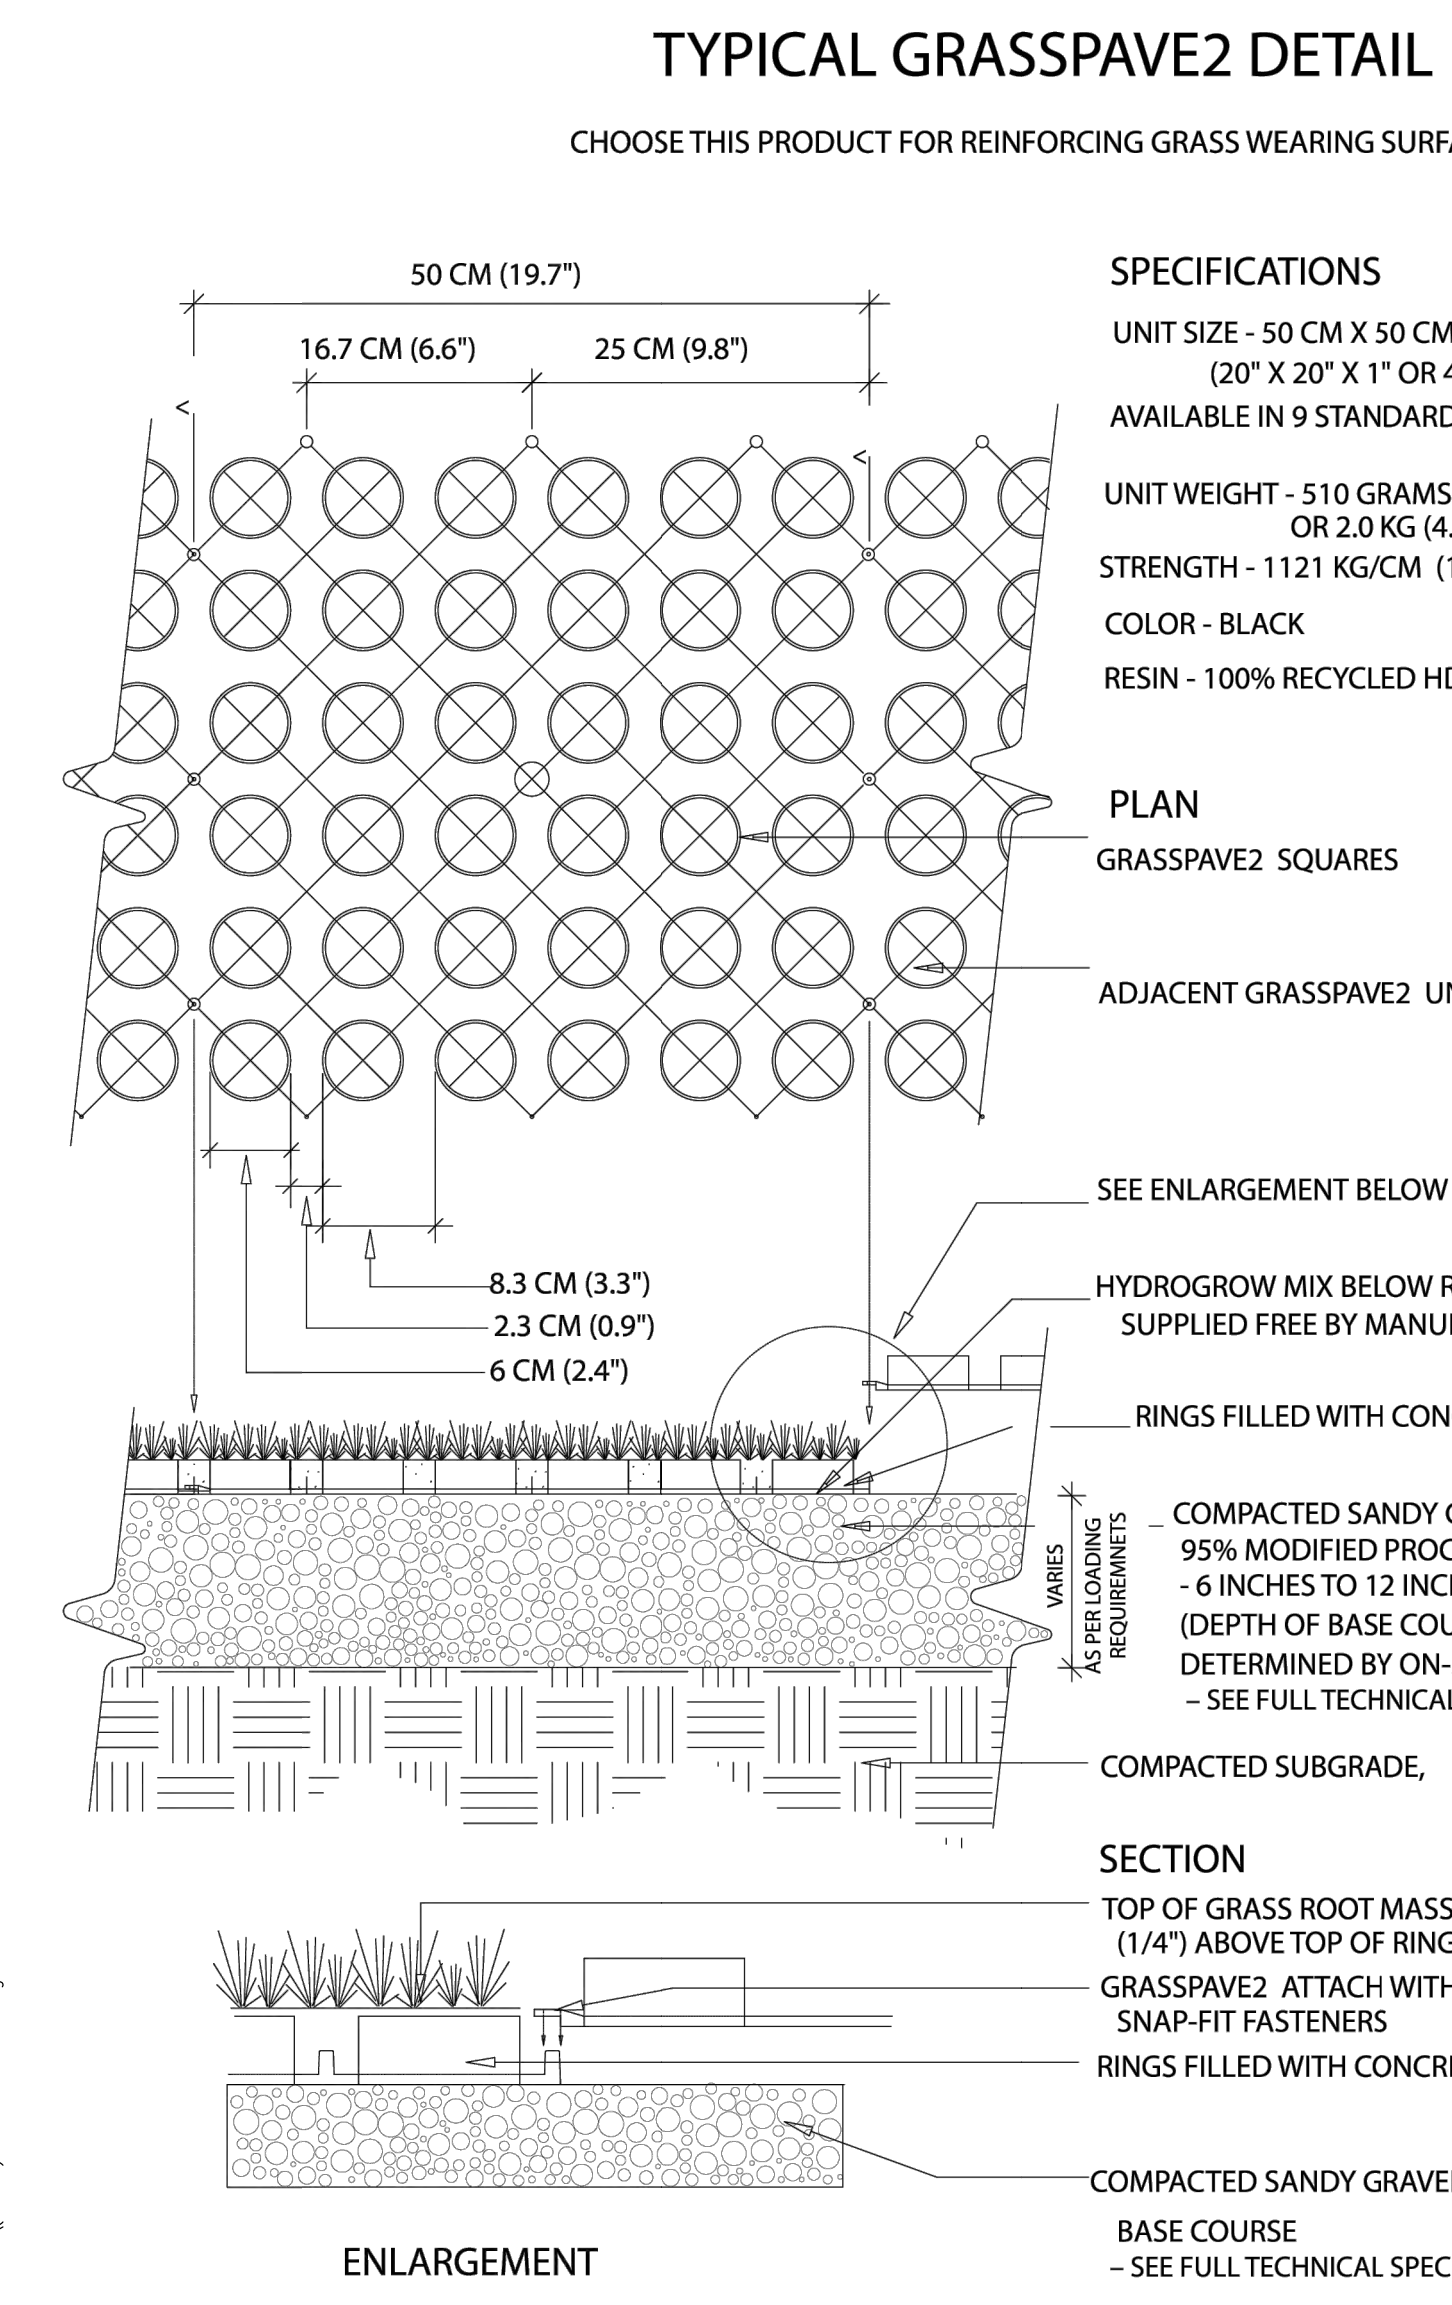 TYPICAL GRASSPAVE2 DETAIL
CHOOSE THIS PRODUCT FOR REINFORCING GRASS WEARING
50 CM (19.7")
16.7 CM (6.6")
25 CM (9.8")
<
<
SPECIFICATIONS
UNIT SIZE - 50 CM X 50 CM
(20" X 20" X 1" OR
AVAILABLE IN 9 STANDARD
UNIT WEIGHT - 510 GRAMS
OR 2.0 KG (4.
STRENGTH - 1121 KG/CM (1
COLOR - BLACK
RESIN - 100% RECYCLED
PLAN
GRASSPAVE2 SQUARES
ADJACENT GRASSPAVE2
SEE ENLARGEMENT BELOW
HYDROGROW MIX BELOW
SUPPLIED FREE BY
8.3 CM (3.3")
2.3 CM (0.9")
6 CM (2.4")
RINGS FILLED WITH
COMPACTED SANDY
95% MODIFIED
- 6 INCHES TO 12
(DEPTH OF BASE
DETERMINED BY ON-
– SEE FULL TECHNICAL
VARIES
AS PER LOADING
REQUIREMNETS
COMPACTED SUBGRADE,
SECTION
TOP OF GRASS ROOT MASS
(1/4") ABOVE TOP OF
GRASSPAVE2 ATTACH WITH
SNAP-FIT FASTENERS
RINGS FILLED WITH
COMPACTED SANDY
BASE COURSE
– SEE FULL TECHNICAL
ENLARGEMENT